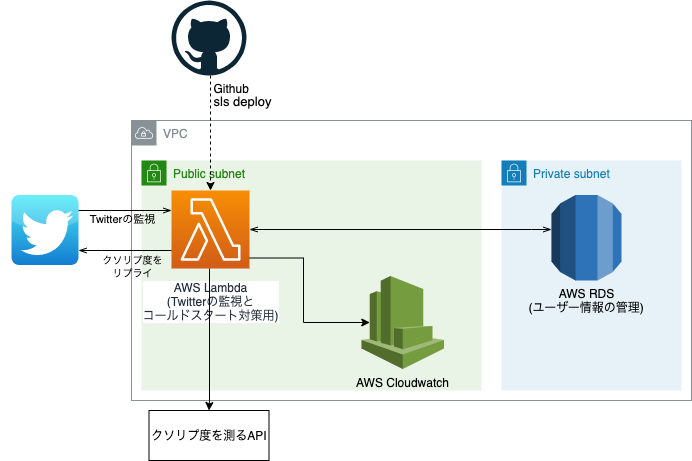 Github
sls deploy
VPC
Public subnet
Private subnet
Twitterの監視
クソリプ度を
リプライ
AWS Lambda
(Twitterの監視と
コールドスタート対策用)
AWS RDS
(ユーザー情報の管理)
AWS Cloudwatch
クソリプ度を測るAPI